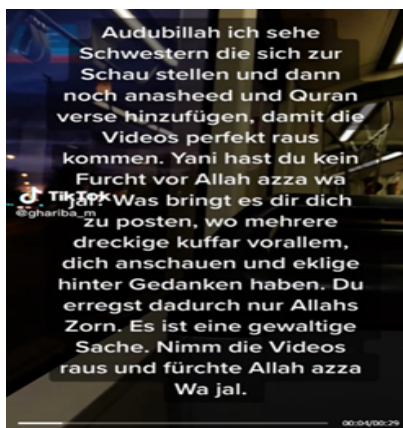 Audubillah ich sehe
Schwestern die sich zur
Schau stellen und dann
noch anasheed und Quran
verse hinzufügen, damit die
Videos perfekt raus
kommen. Yani hast du kein
Furcht vor Allah azza wa
Was bringt es dir dich
zu posten, wo mehrere
dreckige kuffar vorallem,
dich anschauen und eklige
hinter Gedanken haben. Du
erregst dadurch nur Allahs
Zorn. Es ist eine gewaltige
Sache. Nimm die Videos
raus und fürchte Allah azza
Wa jal.
TikTok
@ghariba_m
00:04/00:29